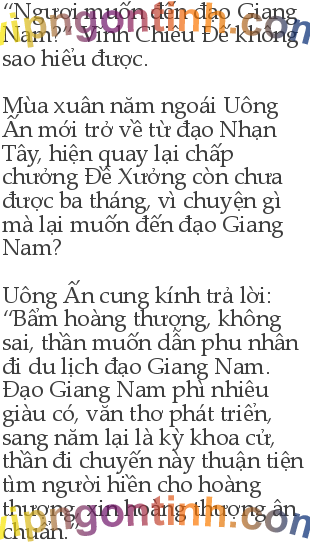 “Ngươi muốn đến đạo Giang
Nam?” Vĩnh Chiêu Đế không
sao hiểu được.
Mùa xuân năm ngoái Uông
Ấn mới trở về từ đạo Nhạn
Tây, hiện quay lại chấp
chưởng Đề Xưởng còn chưa
được ba tháng, vì chuyện gì
mà lại muốn đến đạo Giang
Nam?
Uông Ấn cung kính trả lời:
“Bẩm hoàng thượng, không
sai, thần muốn dẫn phu nhân
đi du lịch đạo Giang Nam.
Đạo Giang Nam phì nhiêu
giàu có, văn thơ phát triển,
sang năm lại là kỳ khoa cử,
thần đi chuyến này thuận tiện
tìm người hiền cho hoàng
thượng, xin hoàng thượng ân
chuẩn.”
vipngontinh.com
vipngontinh.com